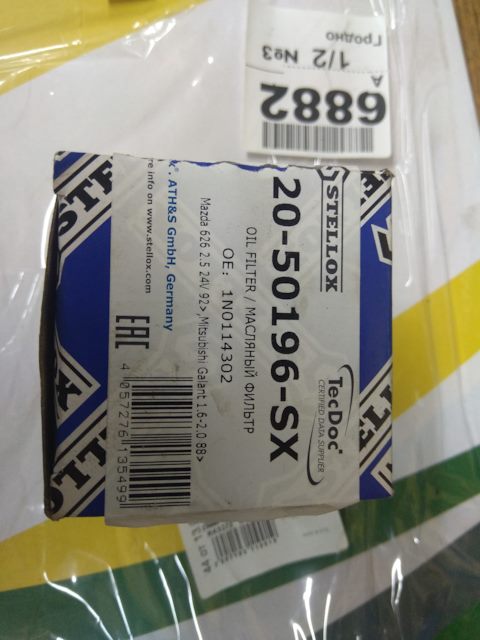 6882
А
1/2 №3
Гродно
STELLOX
20-50196-SX
TecDoc
CERTIFIED DATA SUPPLIER
OIL FILTER / МАСЛЯНЫЙ ФИЛЬТР
OE: 1N0114302
Mazda 626 2.5 24V 92>,Mitsubishi Galant 1.6-2.0 88>
. ATH&S GmbH, Germany
re info on www.stellox.com
EAC
4 057276 135499